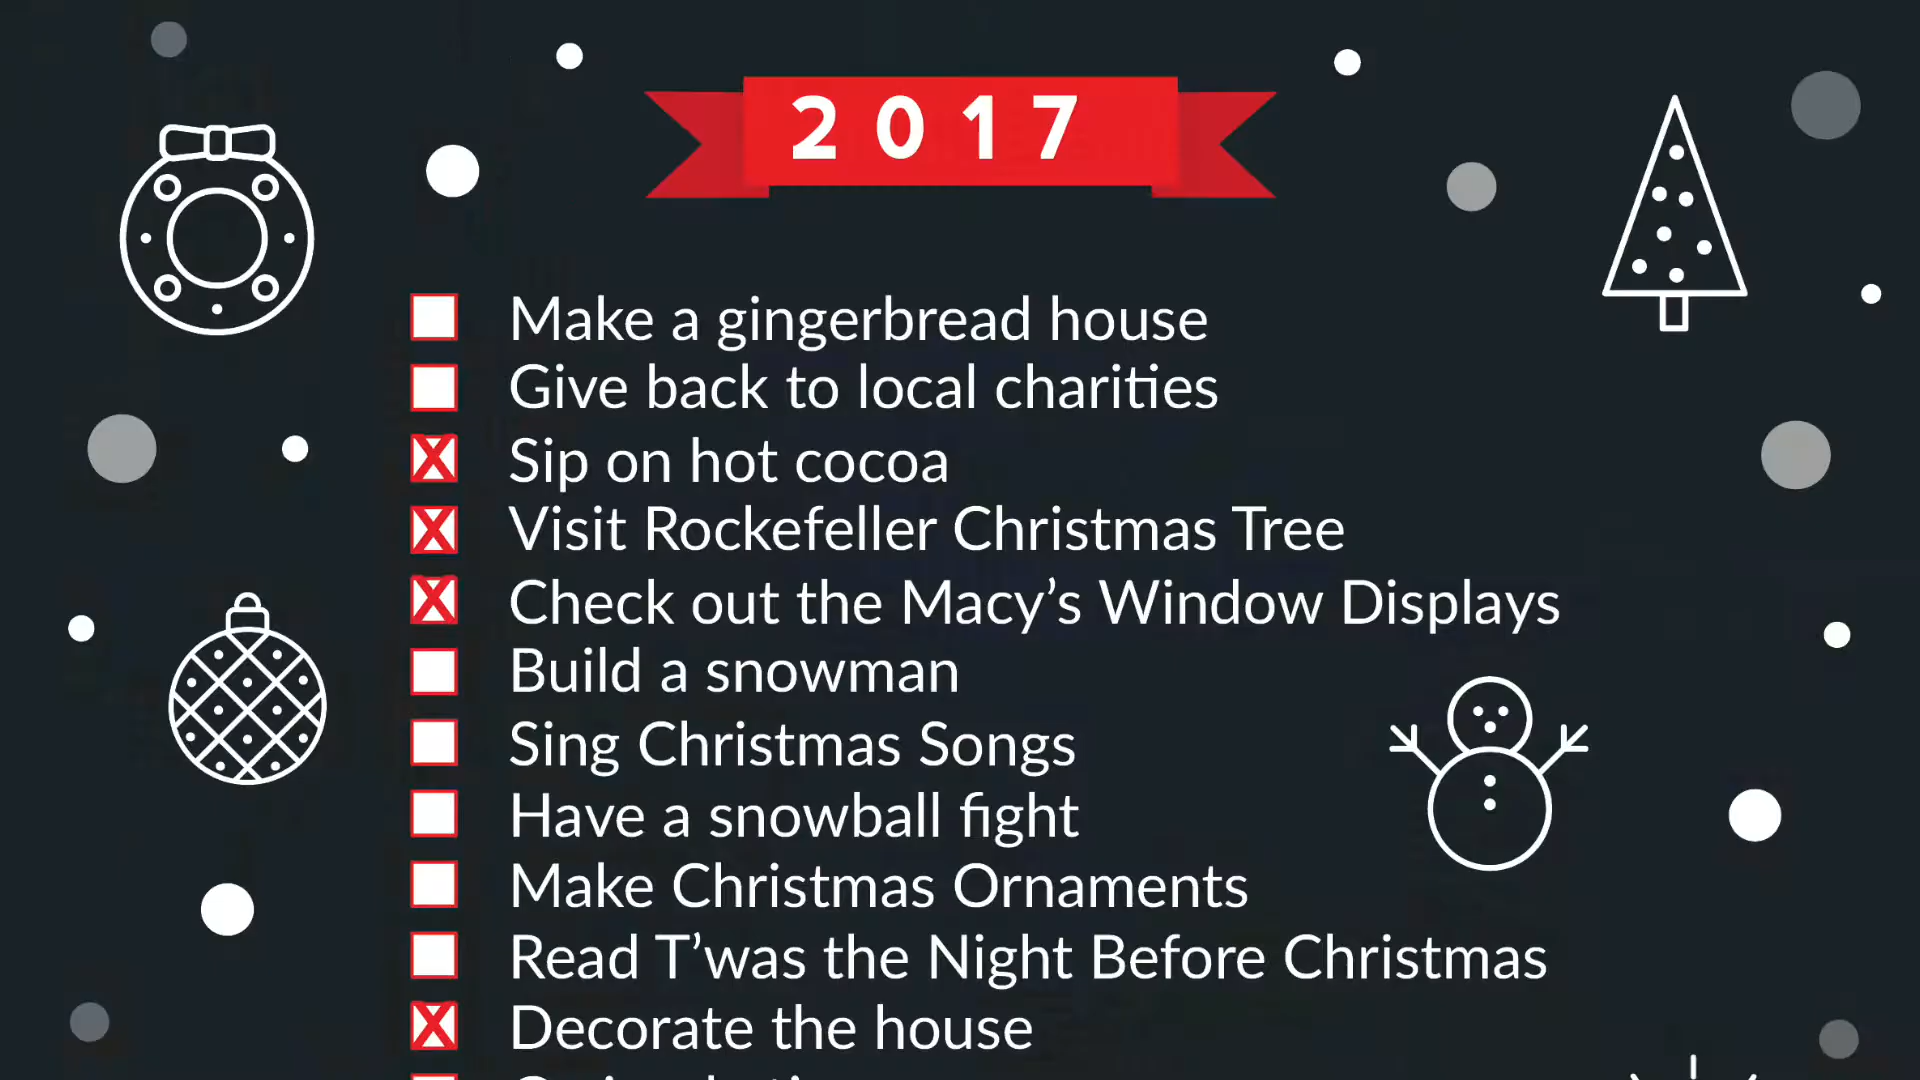 2017
Make a gingerbread house
Give back to local charities
X Sip on hot cocoa
X Visit Rockefeller Christmas Tree
X Check out the Macy’s Window Displays
Build a snowman
Sing Christmas Songs
Have a snowball fight
Make Christmas Ornaments
Read T’was the Night Before Christmas
X Decorate the house